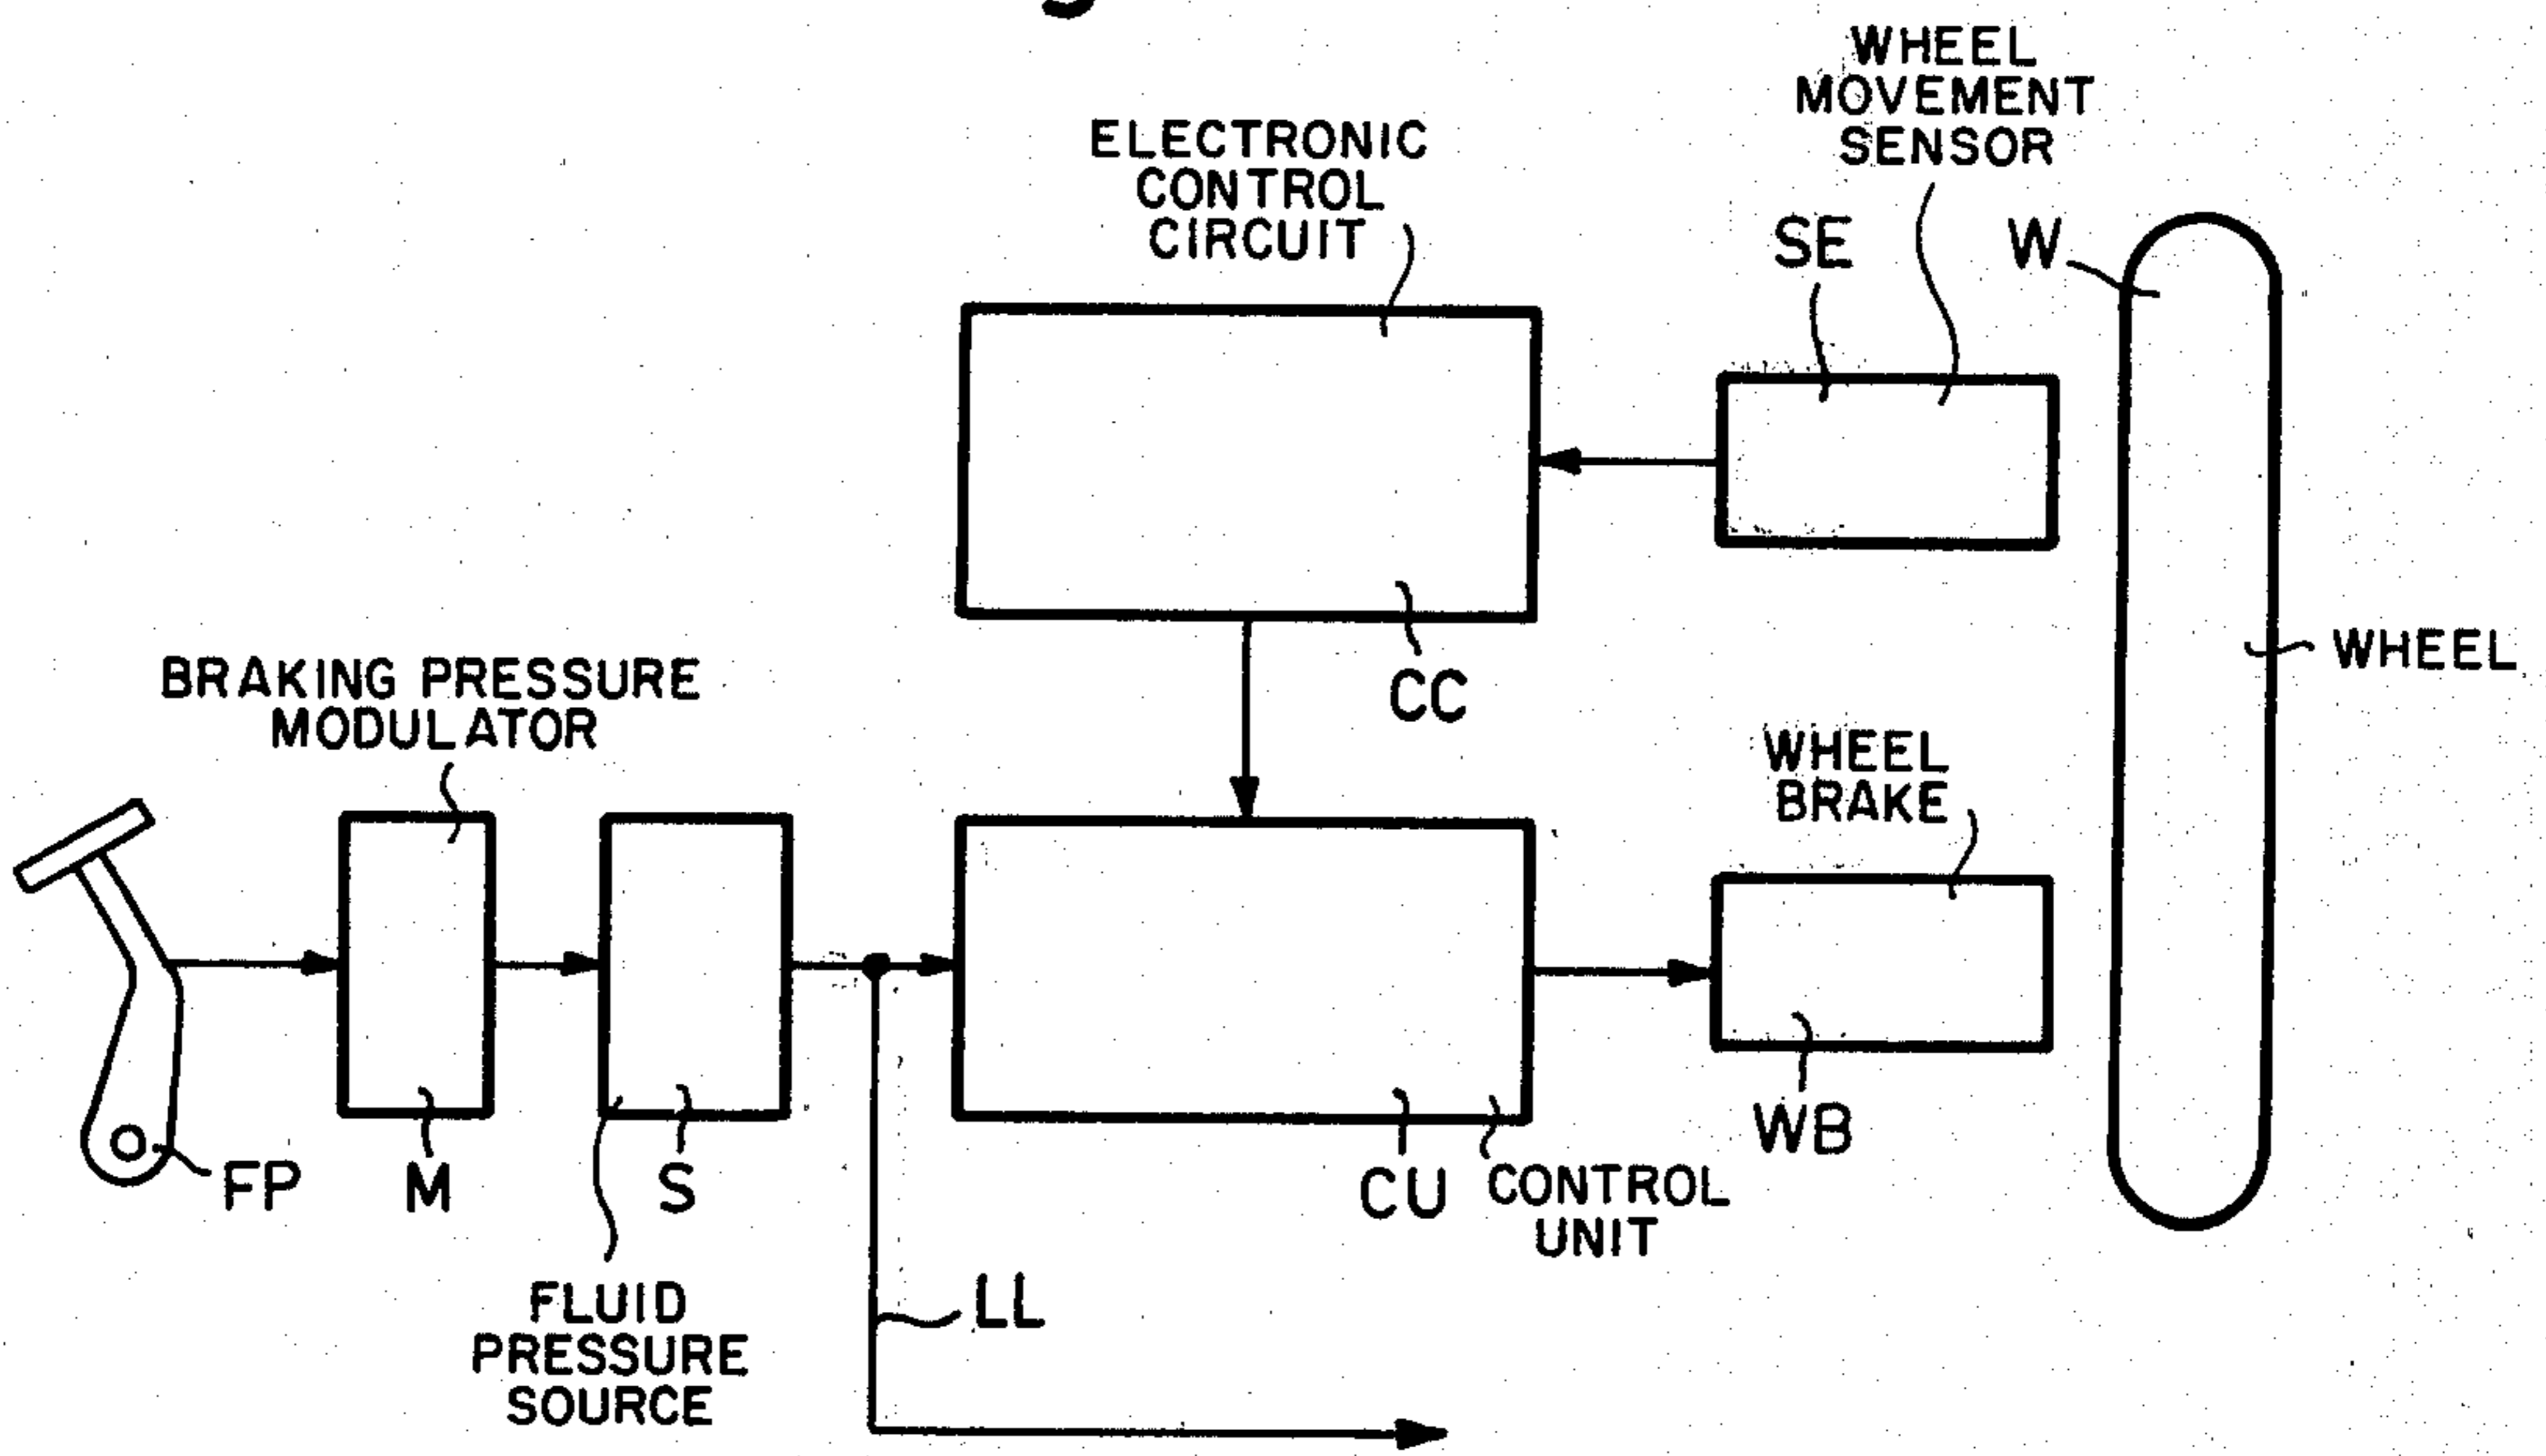 WHEEL
MOVEMENT
SENSOR
ELECTRONIC
CONTROL
CIRCUIT
SE
W
WHEEL
CC
BRAKING PRESSURE
MODULATOR
WHEEL
BRAKE
FP
M
S
CU
CONTROL
UNIT
WB
LL
FLUID
PRESSURE
SOURCE